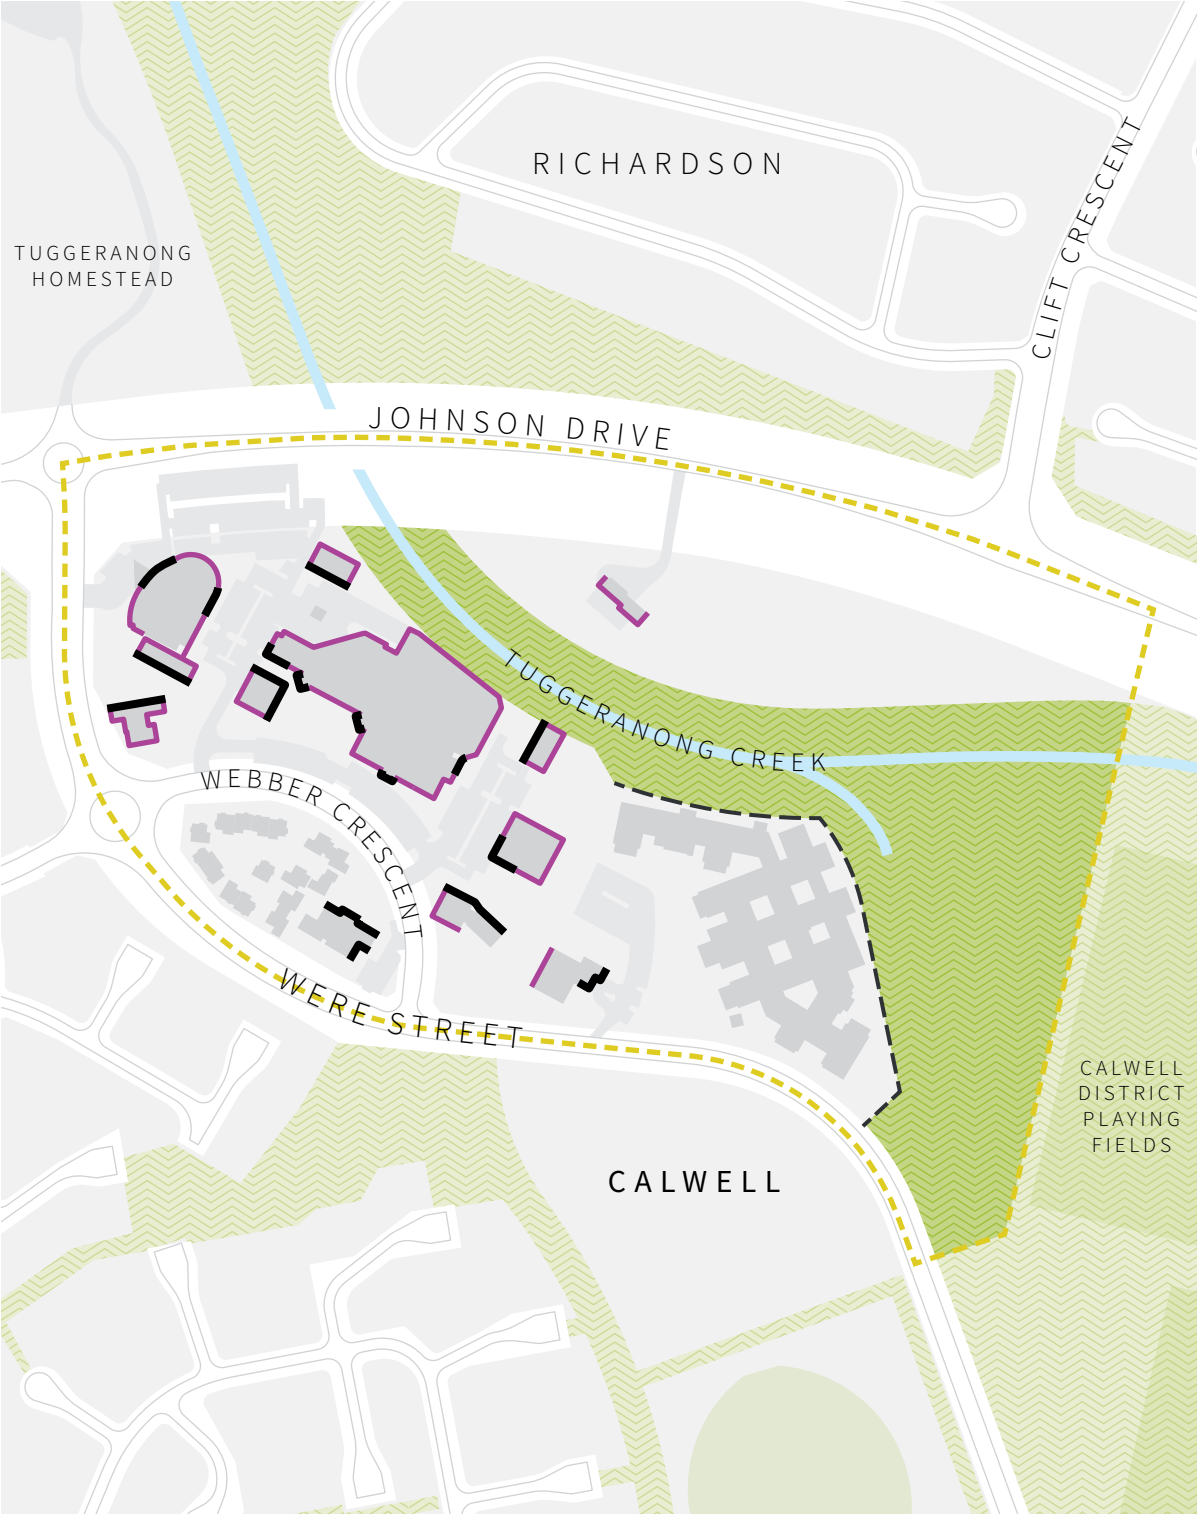 RICHARDSON
CLIFT CRESCENT
TUGGERANONG
HOMESTEAD
JOHNSON DRIVE
TUGGERANONG CREEK
WEBBER CRESCENT
WERE STREET
CALWELL
DISTRICT
PLAYING
FIELDS
CALWELL